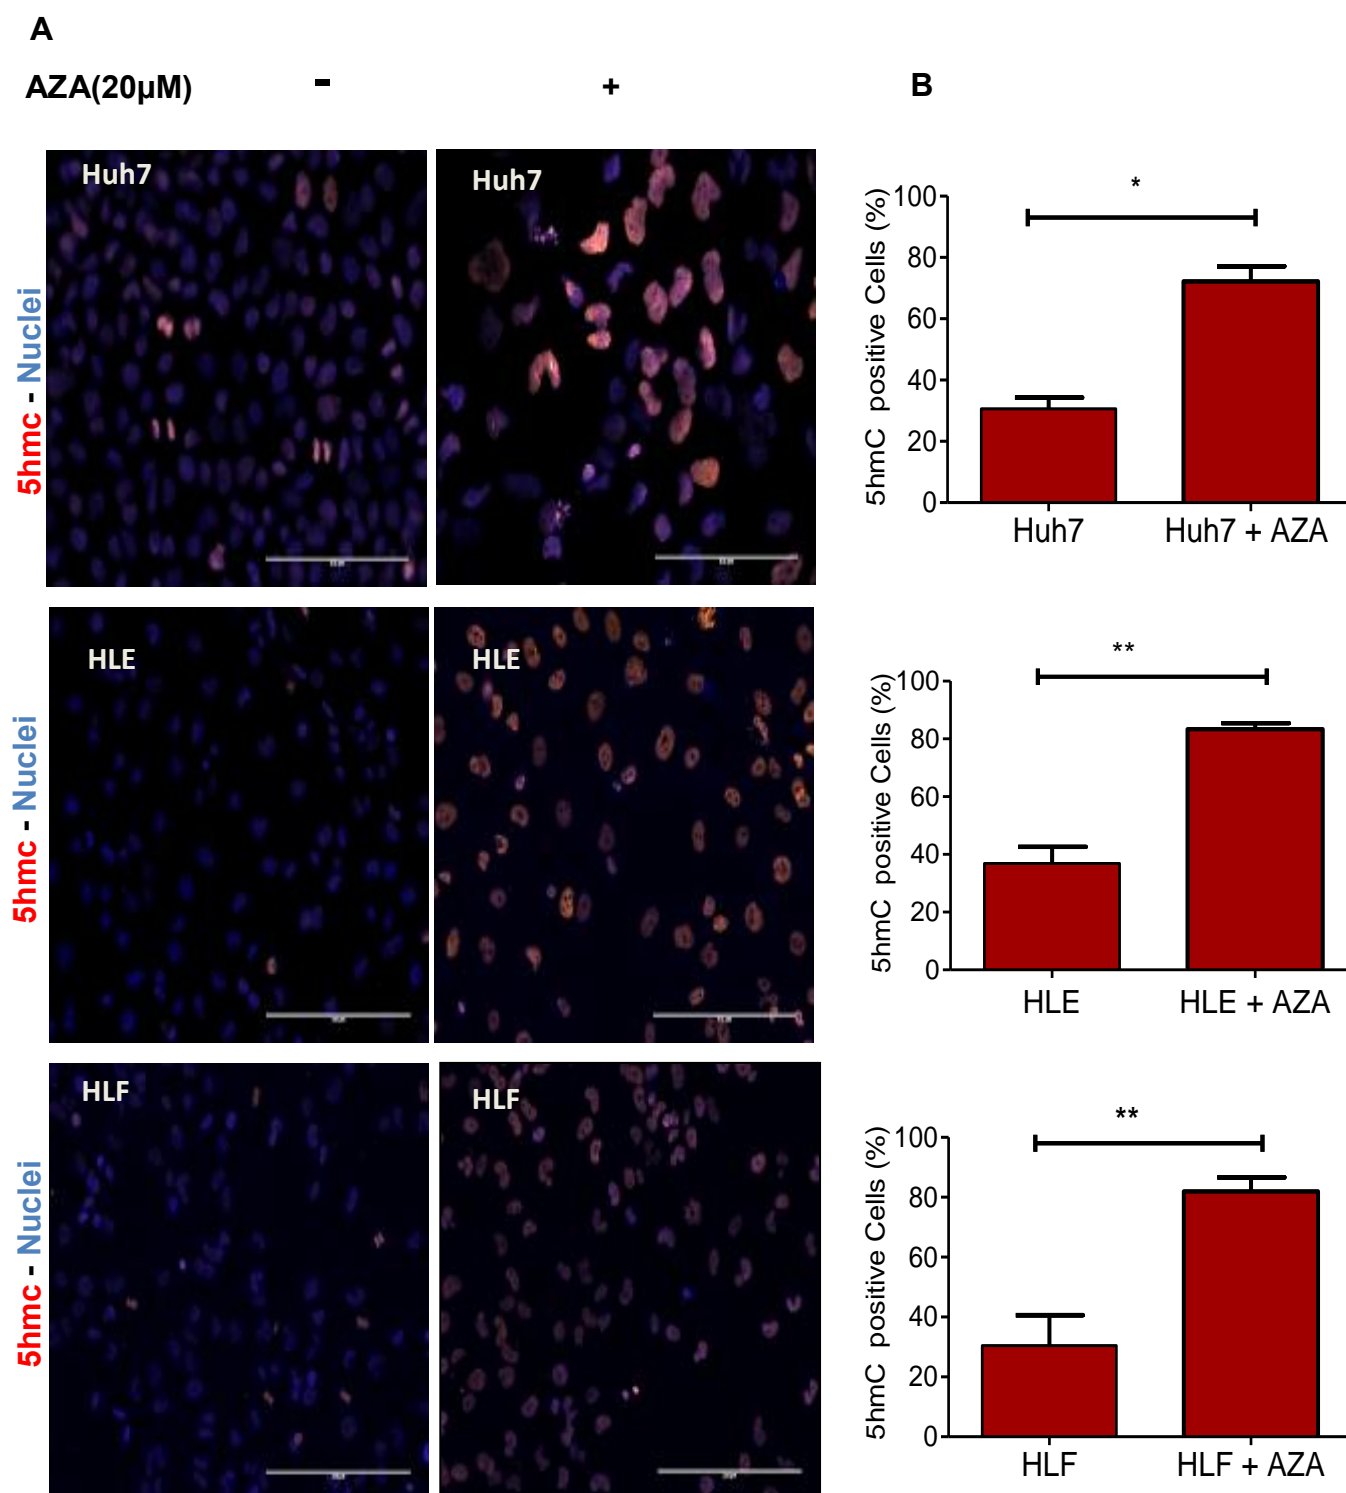 A
AZA(20µM) - +
B
Huh7
Huh7
5hmc - Nuclei
*
5hmC positive Cells (%)
100
80
60
40
20
0
Huh7
Huh7 + AZA
HLE
HLE
5hmc - Nuclei
**
5hmC positive Cells (%)
100
80
60
40
20
0
HLE
HLE + AZA
HLF
HLF
5hmc - Nuclei
**
5hmC positive Cells (%)
100
80
60
40
20
0
HLF
HLF + AZA